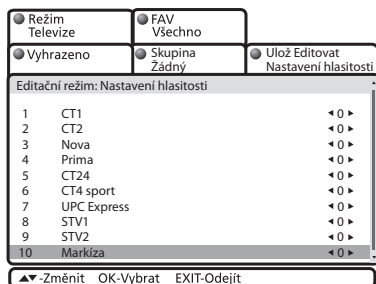 Režim
Televize
FAV
Všechno
Vyhrazeno
Skupina
Žádný
Ulož Editovat
Nastavení hlasitosti
Editační režim: Nastavení hlasitosti
1 CT1 ◄0►
2 CT2 ◄0►
3 Nova ◄0►
4 Prima ◄0►
5 CT24 ◄0►
6 CT4 sport ◄0►
7 UPC Express ◄0►
8 STV1 ◄0►
9 STV2 ◄0►
10 Markíza ◄0►
▲▼-Změnit OK-Vybrat EXIT-Odejít